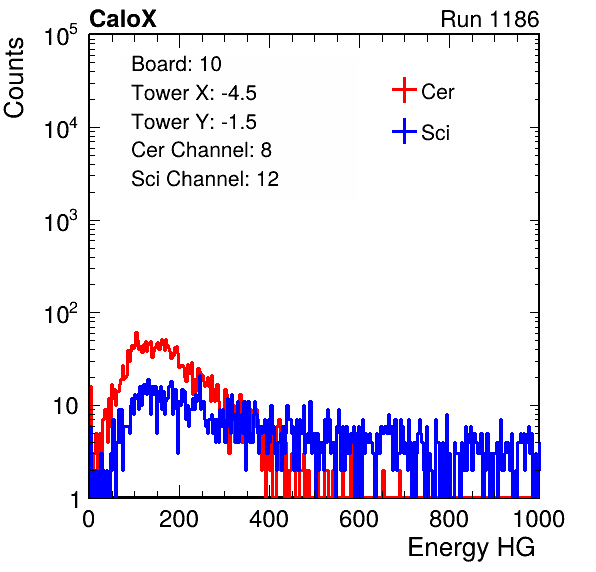 CaloX Run 1186
Counts
10^5
10^4
10^3
10^2
10
1
Board: 10
Tower X: -4.5
Tower Y: -1.5
Cer Channel: 8
Sci Channel: 12
Cer
Sci
0 200 400 600 800 1000
Energy HG